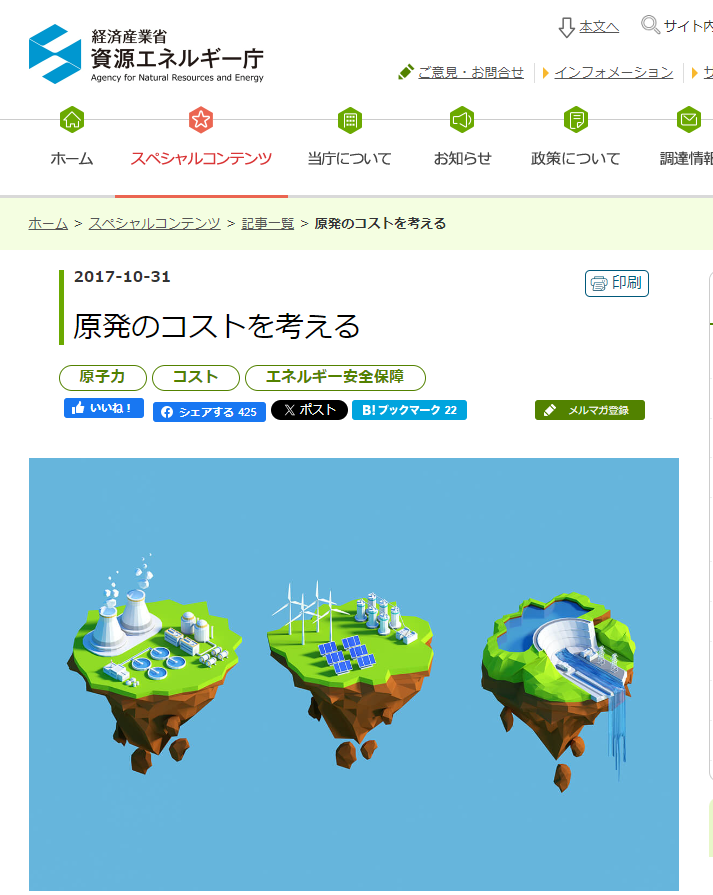 経済産業省
資源エネルギー庁
Agency for Natural Resources and Energy
本文へ
サイト内
ご意見・お問合せ
インフォメーション
ホーム
スペシャルコンテンツ
当庁について
お知らせ
政策について
調達情報
ホーム > スペシャルコンテンツ > 記事一覧 > 原発のコストを考える
2017-10-31
印刷
原発のコストを考える
原子力
コスト
エネルギー安全保障
いいね!
シェアする 425
ポスト
B!ブックマーク 22
メルマガ登録